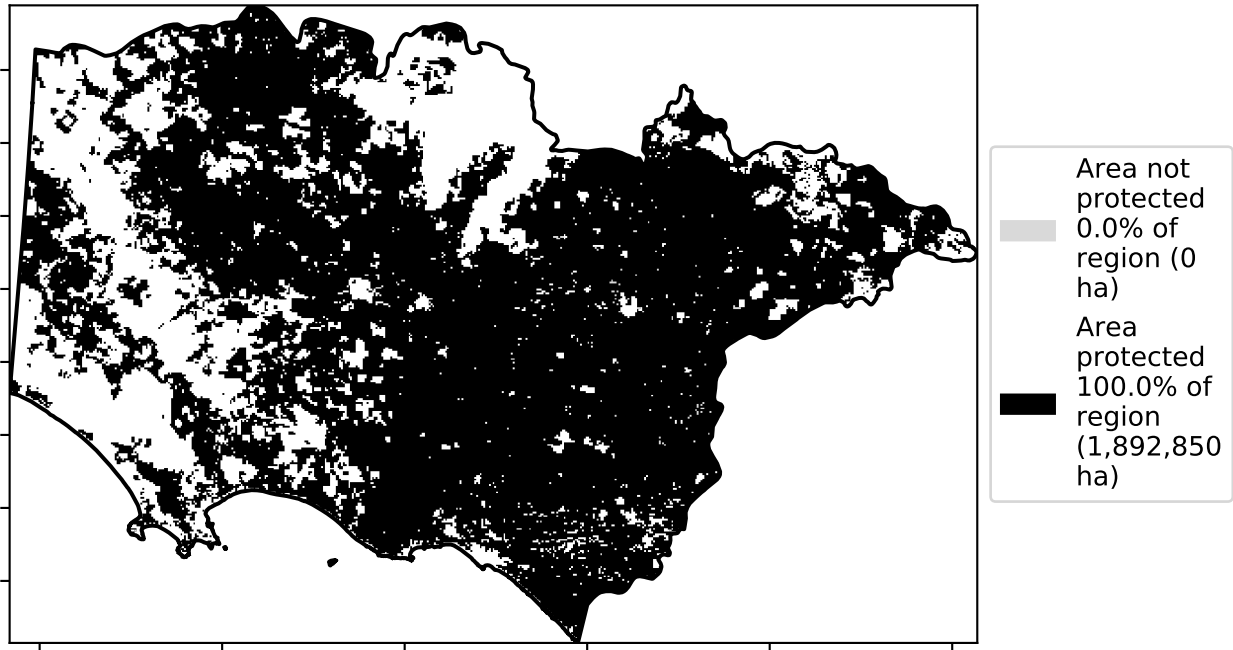 Area not
protected
0.0% of
region (0
ha)
Area
protected
100.0% of
region
(1,892,850
ha)